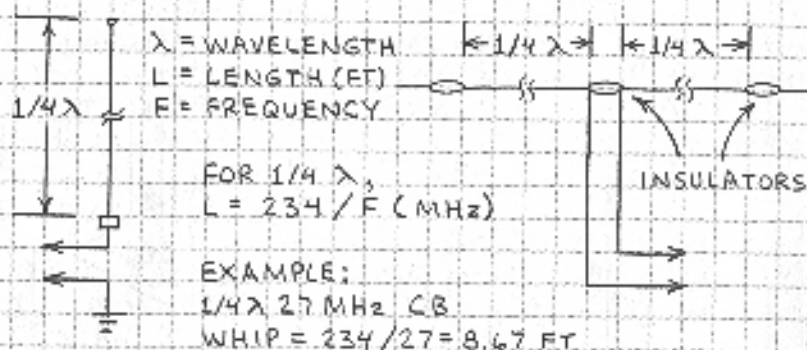 1/4λ
λ = WAVELENGTH
L = LENGTH (FT)
F = FREQUENCY
FOR 1/4 λ,
L = 234 / F (MHz)
EXAMPLE:
1/4λ 27 MHz CB
WHIP = 234/27 = 8.67 FT
1/4 λ
1/4 λ
INSULATORS